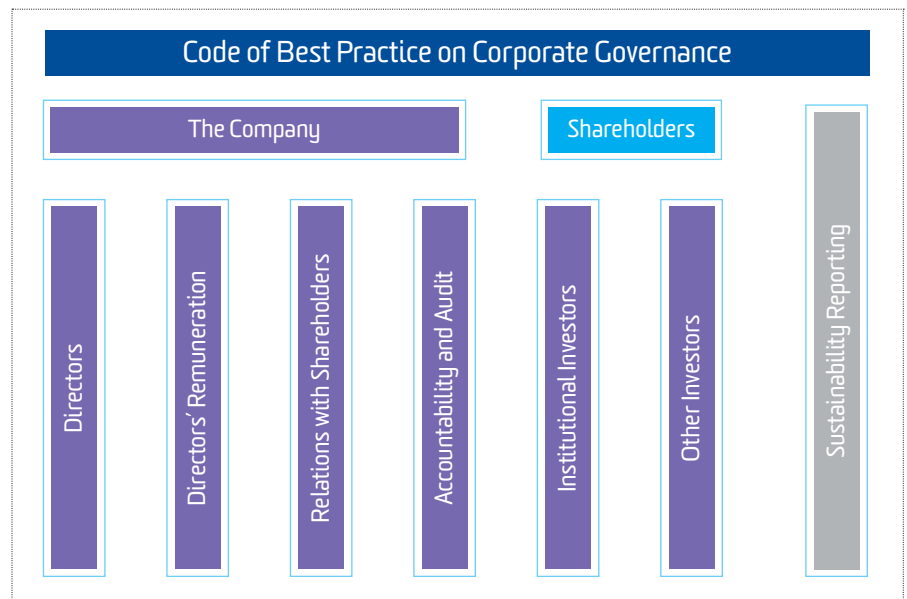 Code of Best Practice on Corporate Governance
The Company
Shareholders
Directors
Directors' Remuneration
Relations with Shareholders
Accountability and Audit
Institutional Investors
Other Investors
Sustainability Reporting